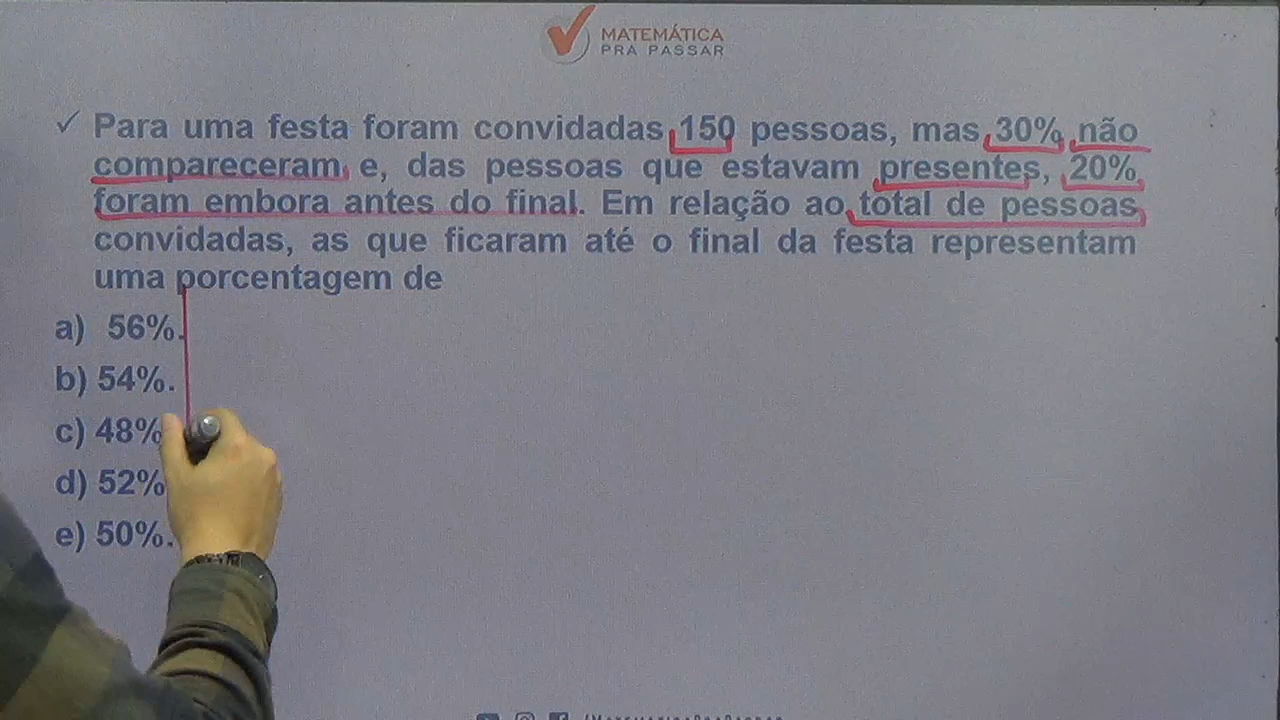 MATEMÁTICA
PRA PASSAR
✓ Para uma festa foram convidadas 150 pessoas, mas 30% não
compareceram e, das pessoas que estavam presentes, 20%
foram embora antes do final. Em relação ao total de pessoas
convidadas, as que ficaram até o final da festa representam
uma porcentagem de
a) 56%.
b) 54%.
c) 48%
d) 52%
e) 50%.